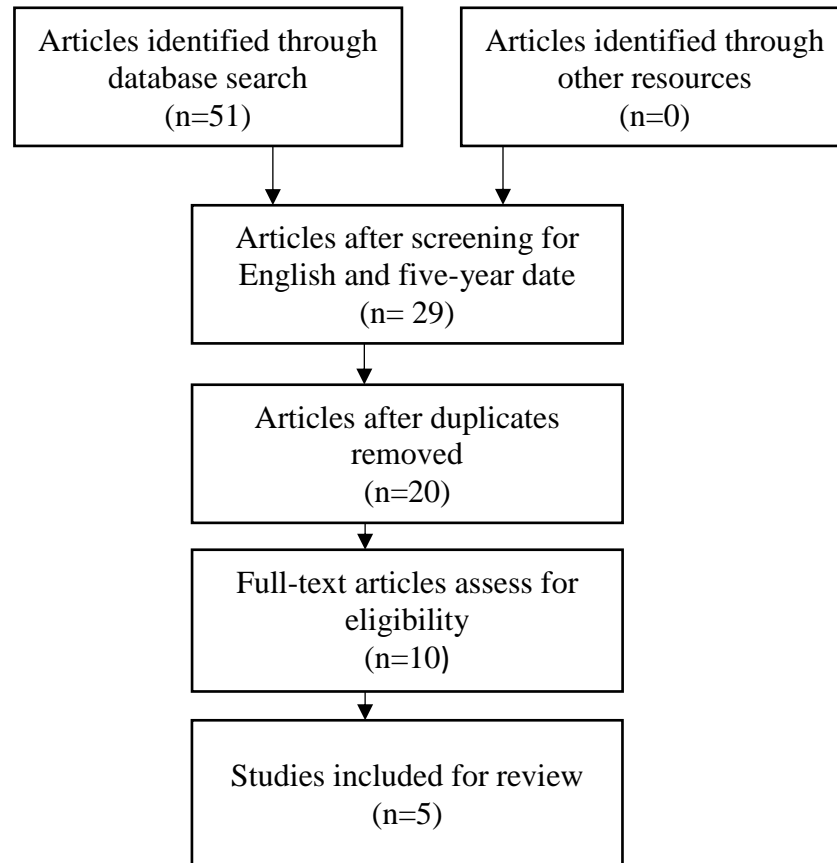 Articles identified through
database search
(n=51)
Articles identified through
other resources
(n=0)
Articles after screening for
English and five-year date
(n= 29)
Articles after duplicates
removed
(n=20)
Full-text articles assess for
eligibility
(n=10)
Studies included for review
(n=5)